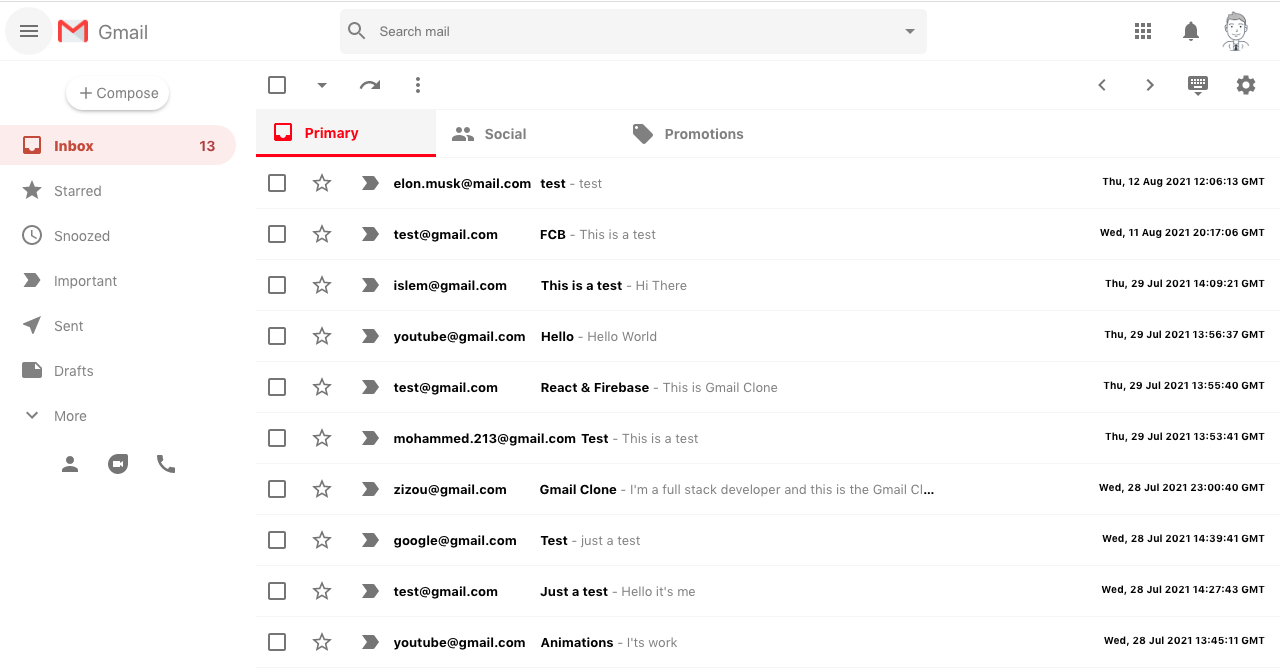 Gmail
Search mail
+ Compose
Inbox 13
Starred
Snoozed
Important
Sent
Drafts
More
Primary Social Promotions
elon.musk@mail.com test - test Thu, 12 Aug 2021 12:06:13 GMT
test@gmail.com FCB - This is a test Wed, 11 Aug 2021 20:17:06 GMT
islem@gmail.com This is a test - Hi There Thu, 29 Jul 2021 14:09:21 GMT
youtube@gmail.com Hello - Hello World Thu, 29 Jul 2021 13:56:37 GMT
test@gmail.com React & Firebase - This is Gmail Clone Thu, 29 Jul 2021 13:55:40 GMT
mohammed.213@gmail.com Test - This is a test Thu, 29 Jul 2021 13:53:41 GMT
zizou@gmail.com Gmail Clone - I'm a full stack developer and this is the Gmail Cl... Wed, 28 Jul 2021 23:00:40 GMT
google@gmail.com Test - just a test Wed, 28 Jul 2021 14:39:41 GMT
test@gmail.com Just a test - Hello it's me Wed, 28 Jul 2021 14:27:43 GMT
youtube@gmail.com Animations - I'ts work Wed, 28 Jul 2021 13:45:11 GMT